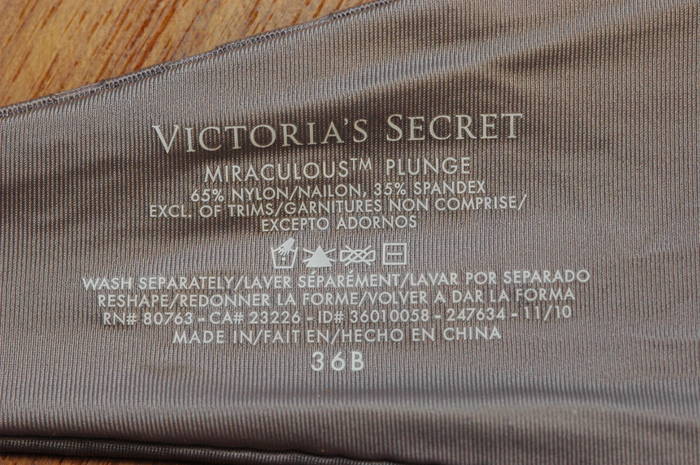 VICTORIA'S SECRET
MIRACULOUS™ PLUNGE
65% NYLON/NAILON, 35% SPANDEX
EXCL. OF TRIMS/GARNITURES NON COMPRISE/
EXCEPTO ADORNOS
WASH SEPARATELY/LAVER SÉPARÉMENT/LAVAR POR SEPARADO
RESHAPE/REDONNER LA FORME/VOLVER A DAR LA FORMA
RN# 80763 - CA# 23226 - ID# 36010058 - 247634 - 11/10
MADE IN/FAIT EN/HECHO EN CHINA
36B